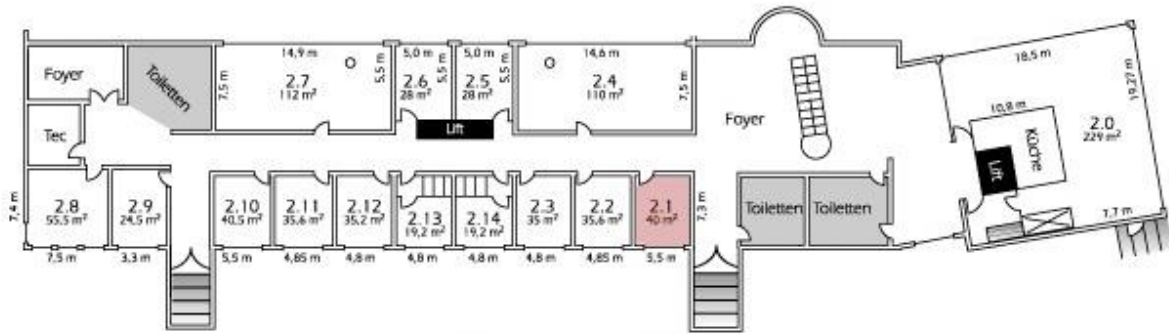 14,9 m
5,0 m
5,0 m
14,6 m
18,5 m
Foyer
Toiletten
7,5 m
2.7
112 m²
5,5 m
2.6
28 m²
5,5 m
2.5
28 m²
5,5 m
2.4
110 m²
7,5 m
19,27 m
Foyer
10,8 m
Küche
2.0
229 m²
Tec
Lift
Lift
7,4 m
2.8
55,5 m²
2.9
24,5 m²
2.10
40,5 m²
2.11
35,6 m²
2.12
35,2 m²
2.13
19,2 m²
2.14
19,2 m²
2.3
35 m²
2.2
35,6 m²
2.1
40 m²
7,3 m
Toiletten
Toiletten
7,7 m
7,5 m
3,3 m
5,5 m
4,85 m
4,8 m
4,8 m
4,8 m
4,8 m
4,85 m
5,5 m